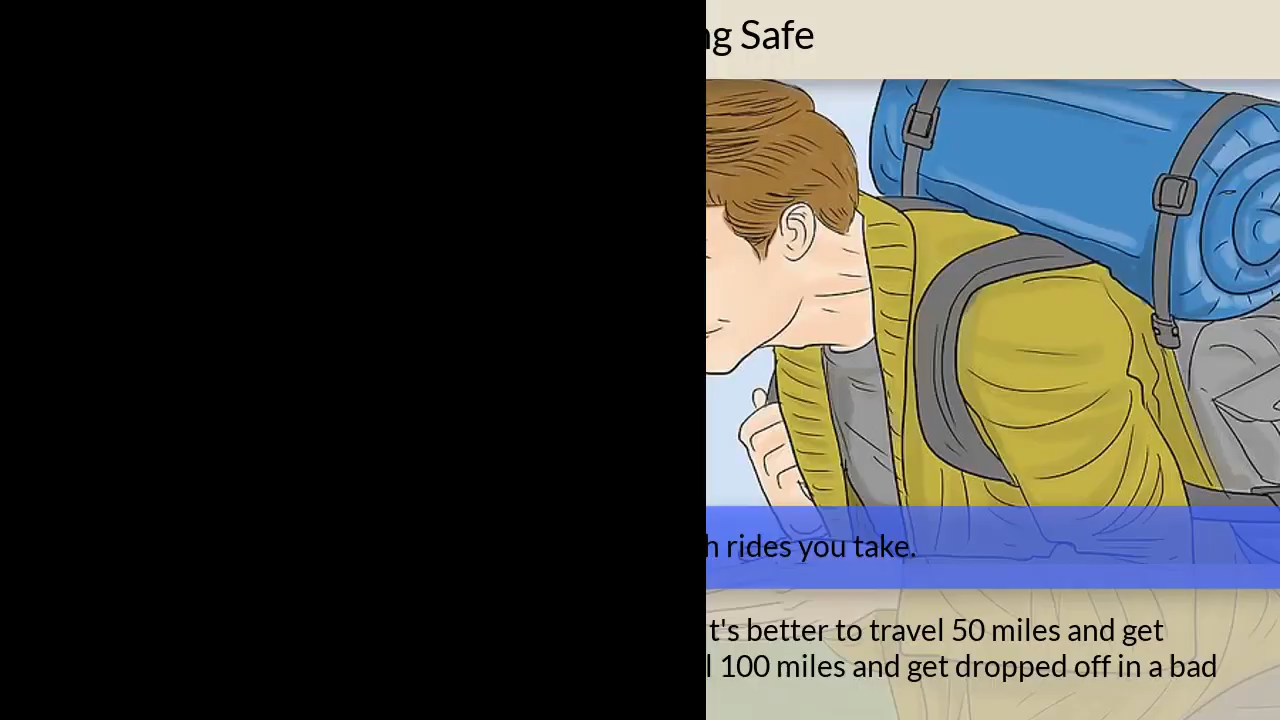 Safe
rides you take.
t's better to travel 50 miles and get
100 miles and get dropped off in a bad